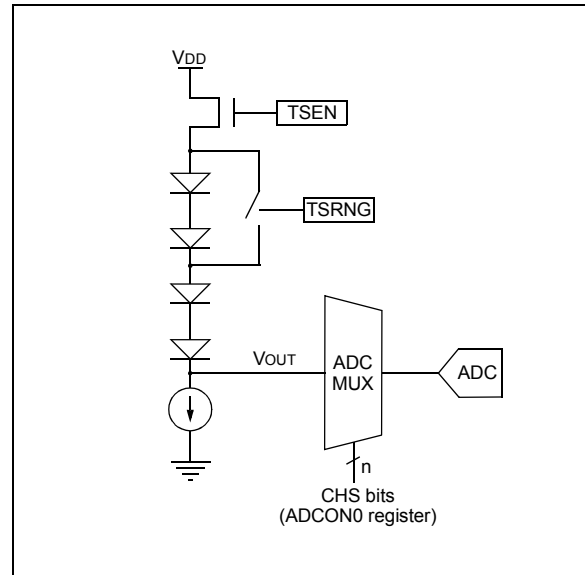 VDD
TSEN
TSRNG
VOUT
ADC
MUX
ADC
n
CHS bits
(ADCON0 register)